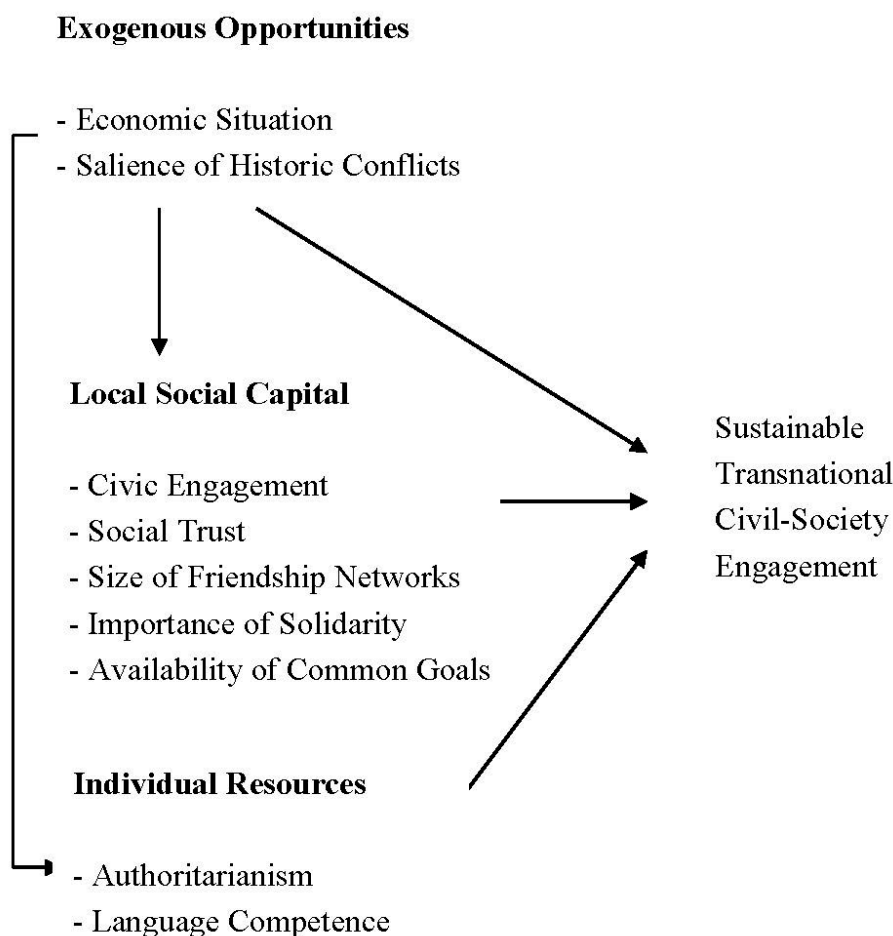 Exogenous Opportunities
- Economic Situation
- Salience of Historic Conflicts
Local Social Capital
- Civic Engagement
- Social Trust
- Size of Friendship Networks
- Importance of Solidarity
- Availability of Common Goals
Sustainable
Transnational
Civil-Society
Engagement
Individual Resources
- Authoritarianism
- Language Competence